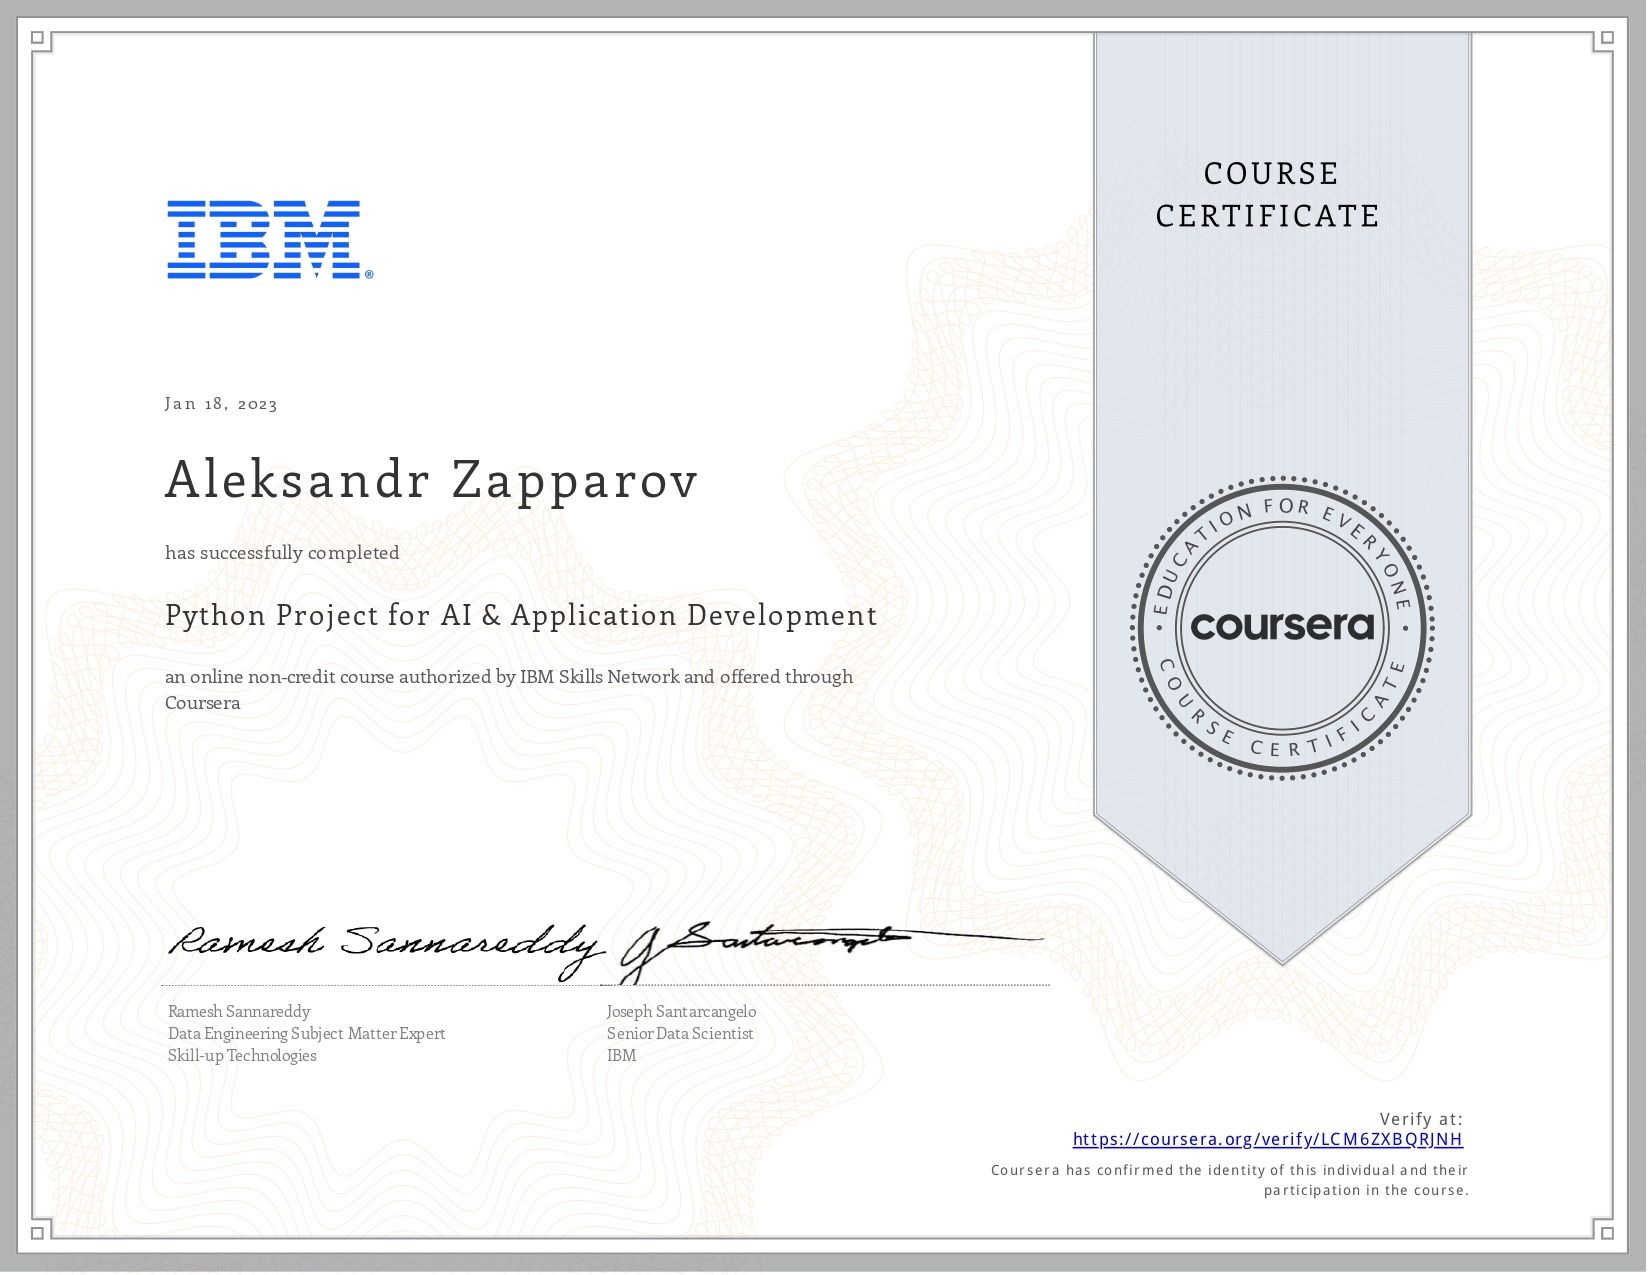 COURSE
CERTIFICATE
IBM®
Jan 18, 2023
Aleksandr Zapparov
has successfully completed
Python Project for AI & Application Development
an online non-credit course authorized by IBM Skills Network and offered through
Coursera
EDUCATION FOR EVERYONE
coursera
COURSE CERTIFICATE
Ramesh Sannareddy
J Santarcangelo
Ramesh Sannareddy
Data Engineering Subject Matter Expert
Skill-up Technologies
Joseph Santarcangelo
Senior Data Scientist
IBM
Verify at:
https://coursera.org/verify/LCM6ZXBQRJNH
Coursera has confirmed the identity of this individual and their
participation in the course.